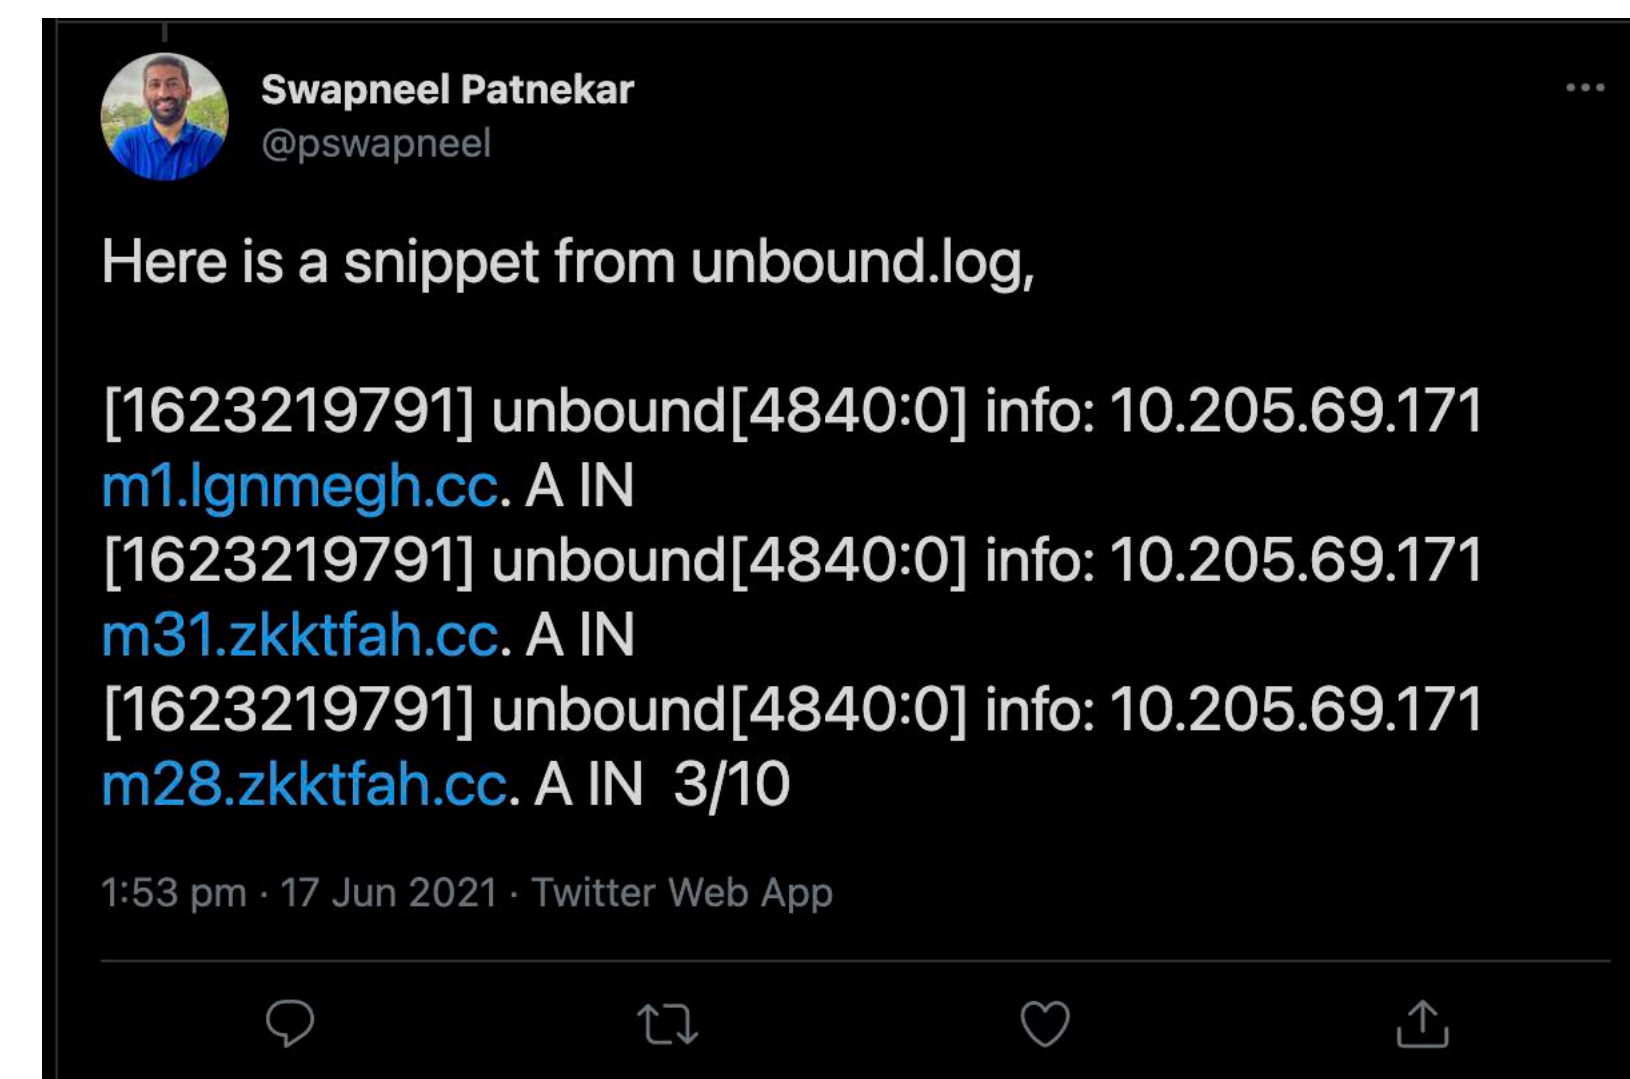 Swapneel Patnekar
@pswapneel
Here is a snippet from unbound.log,
[1623219791] unbound[4840:0] info: 10.205.69.171
m1.lgnmegh.cc. A IN
[1623219791] unbound[4840:0] info: 10.205.69.171
m31.zkktfah.cc. A IN
[1623219791] unbound[4840:0] info: 10.205.69.171
m28.zkktfah.cc. A IN  3/10
1:53 pm · 17 Jun 2021 · Twitter Web App